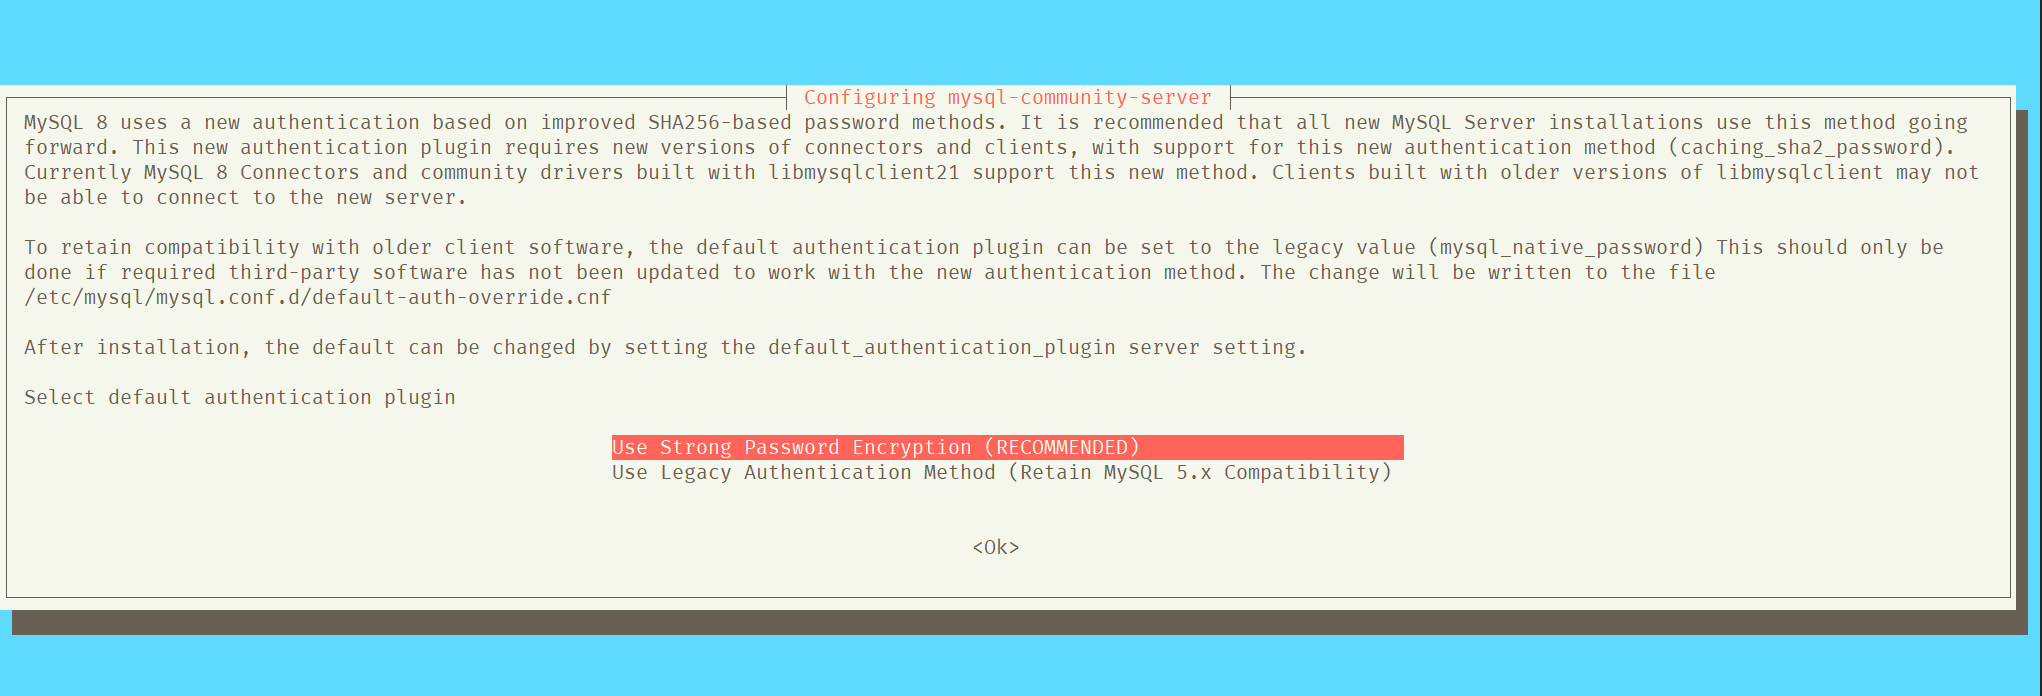 Configuring mysql-community-server
MySQL 8 uses a new authentication based on improved SHA256-based password methods. It is recommended that all new MySQL Server installations use this method going
forward. This new authentication plugin requires new versions of connectors and clients, with support for this new authentication method (caching_sha2_password).
Currently MySQL 8 Connectors and community drivers built with libmysqlclient21 support this new method. Clients built with older versions of libmysqlclient may not
be able to connect to the new server.
To retain compatibility with older client software, the default authentication plugin can be set to the legacy value (mysql_native_password) This should only be
done if required third-party software has not been updated to work with the new authentication method. The change will be written to the file
/etc/mysql/mysql.conf.d/default-auth-override.cnf
After installation, the default can be changed by setting the default_authentication_plugin server setting.
Select default authentication plugin
Use Strong Password Encryption (RECOMMENDED)
Use Legacy Authentication Method (Retain MySQL 5.x Compatibility)
<Ok>